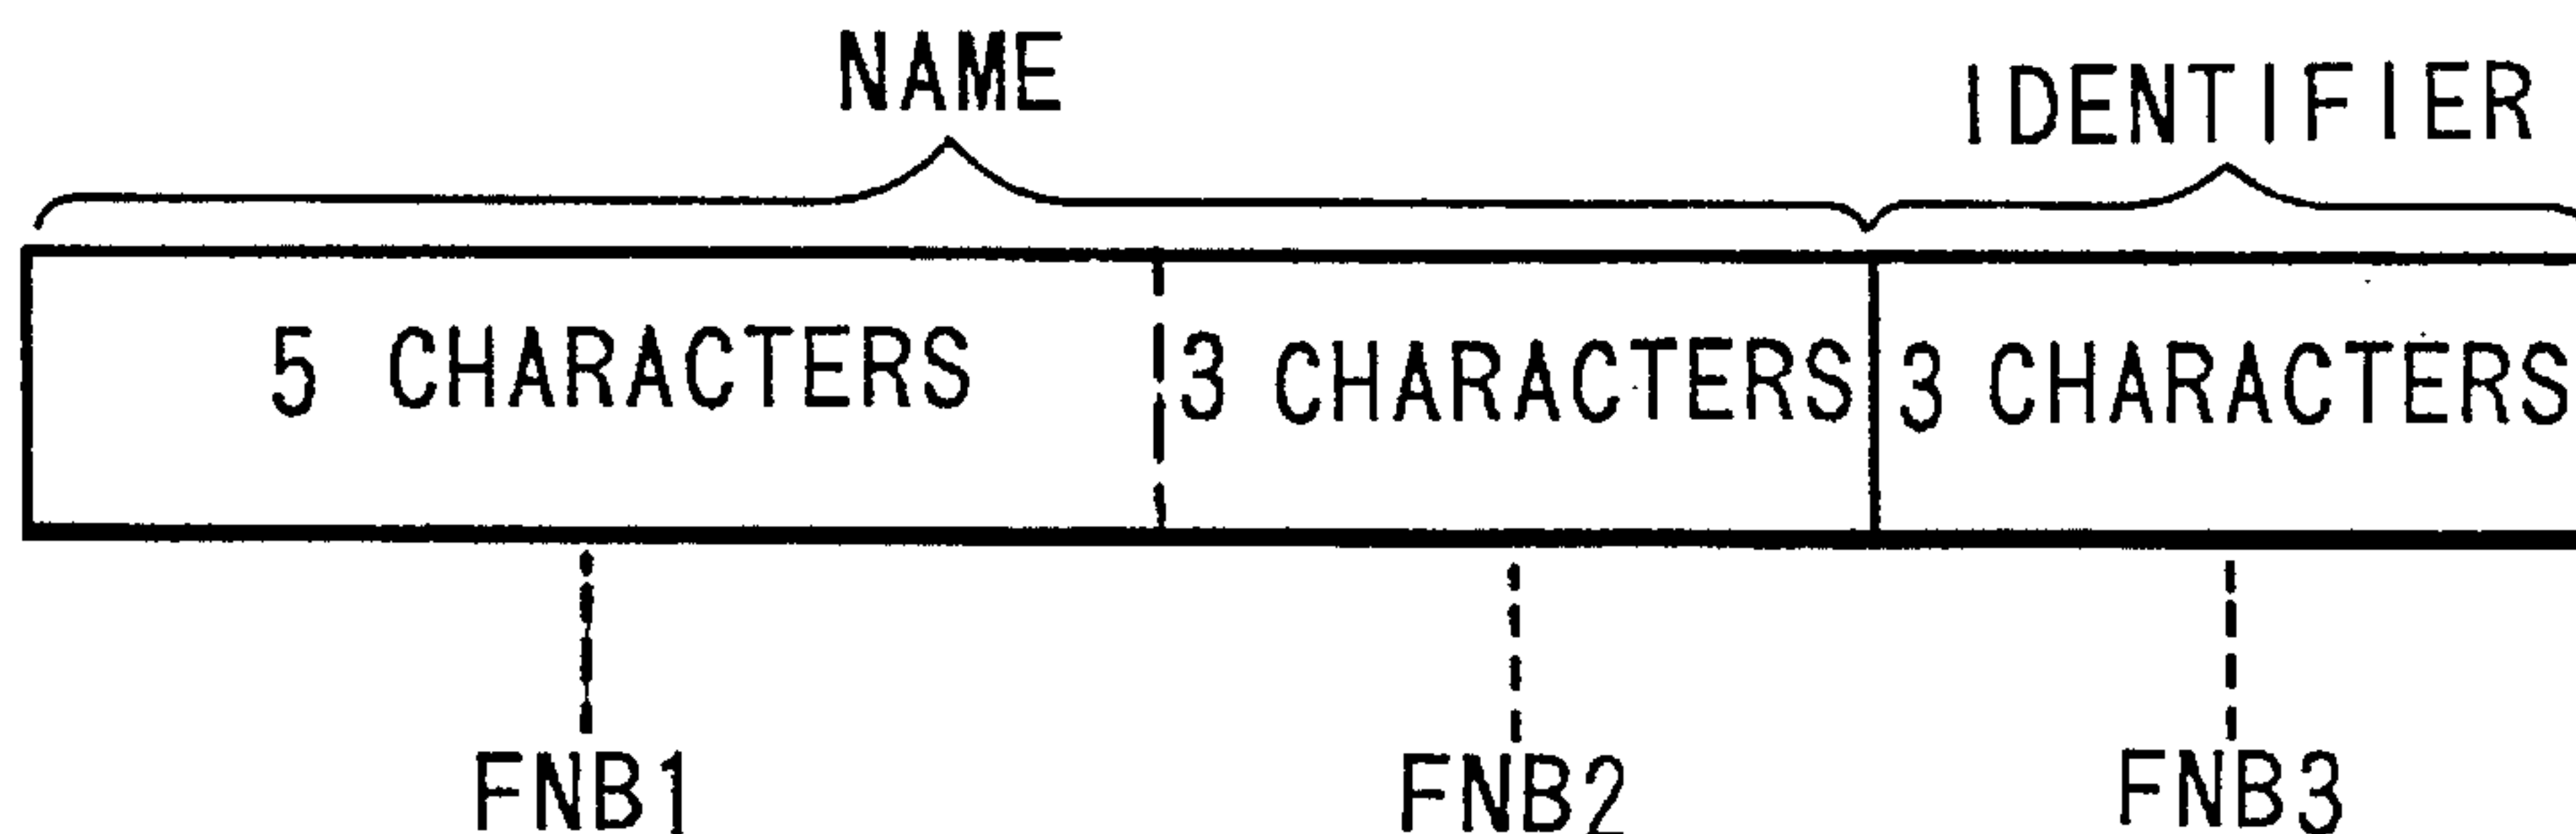 NAME IDENTIFIER
5 CHARACTERS 3 CHARACTERS 3 CHARACTERS
FNB1 FNB2 FNB3